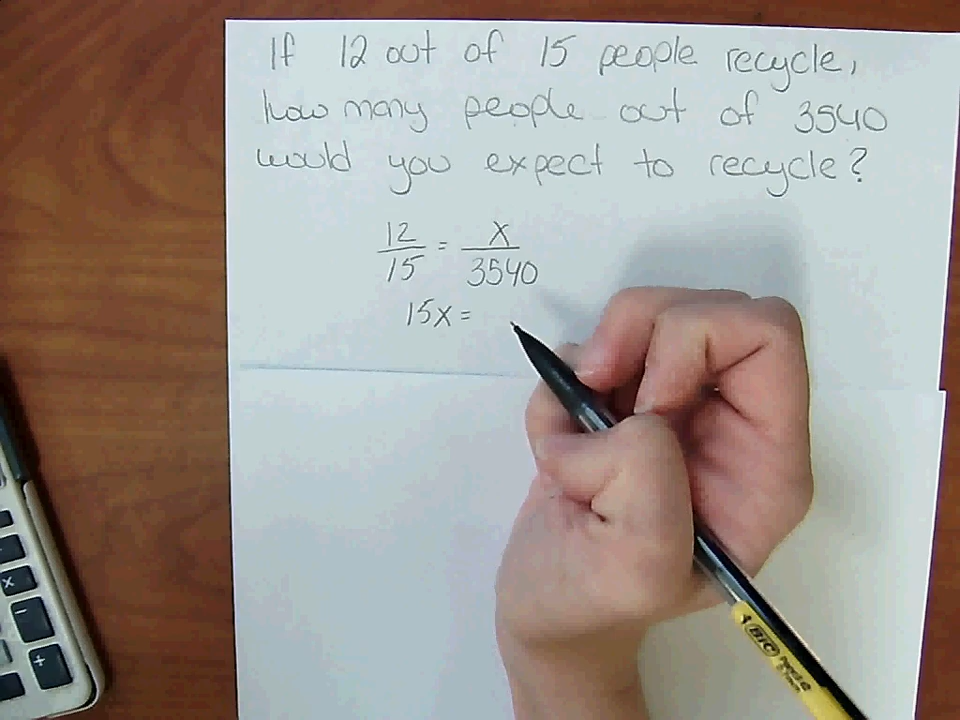 If 12 out of 15 people recycle,
how many people out of 3540
would you expect to recycle?
12/15 = x/3540
15x =
x
-
+
BIC